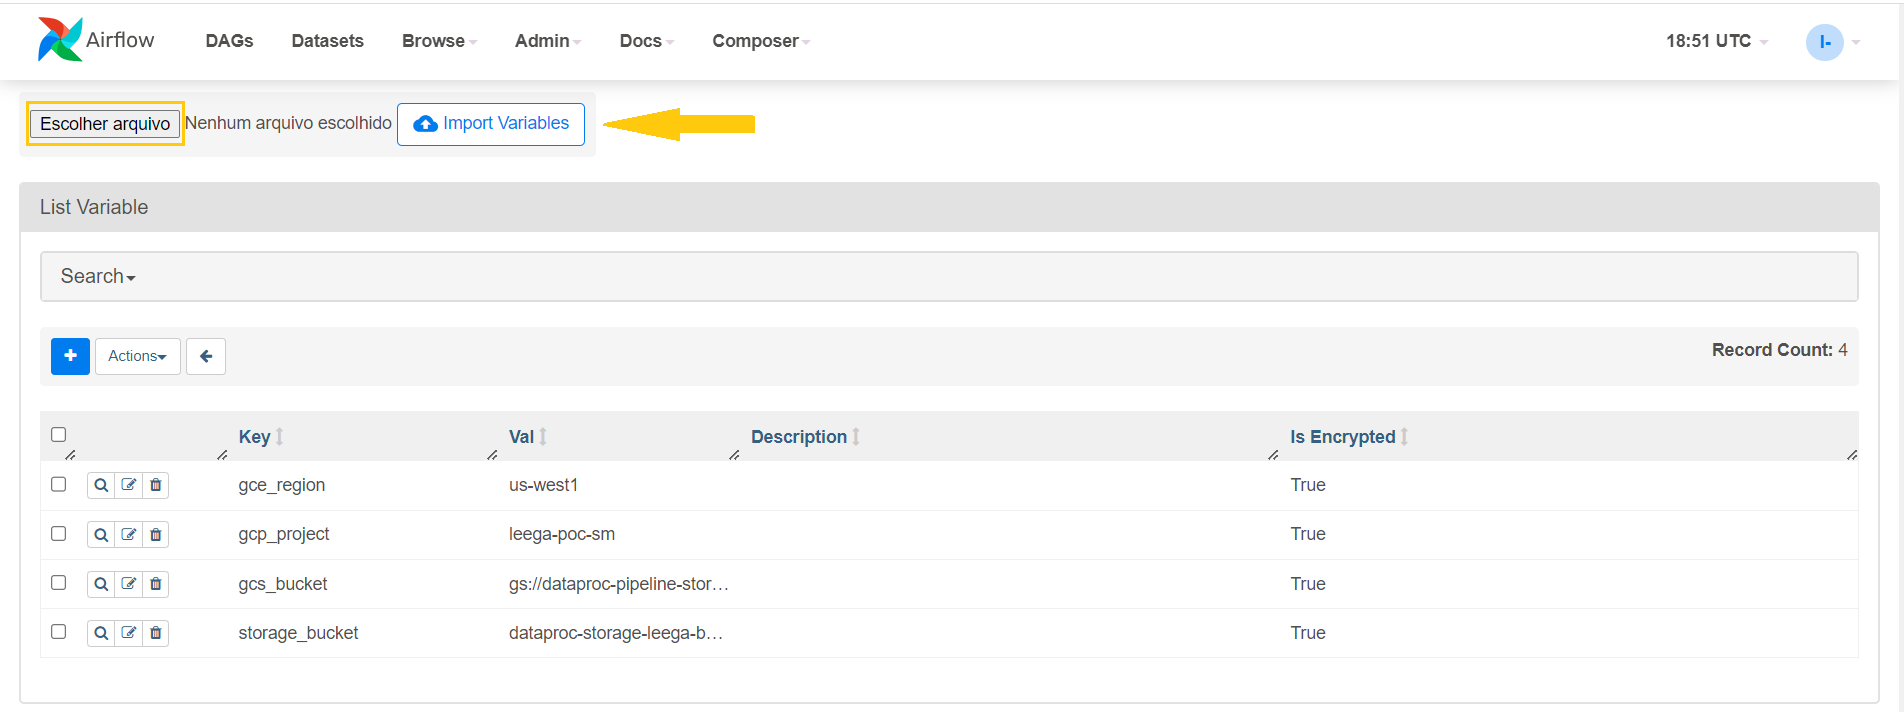 Airflow DAGs Datasets Browse Admin Docs Composer 18:51 UTC I-
Escolher arquivo Nenhum arquivo escolhido Import Variables
List Variable
Search
+ Actions Record Count: 4
Key Val Description Is Encrypted
gce_region us-west1 True
gcp_project leega-poc-sm True
gcs_bucket gs://dataproc-pipeline-stor… True
storage_bucket dataproc-storage-leega-b… True